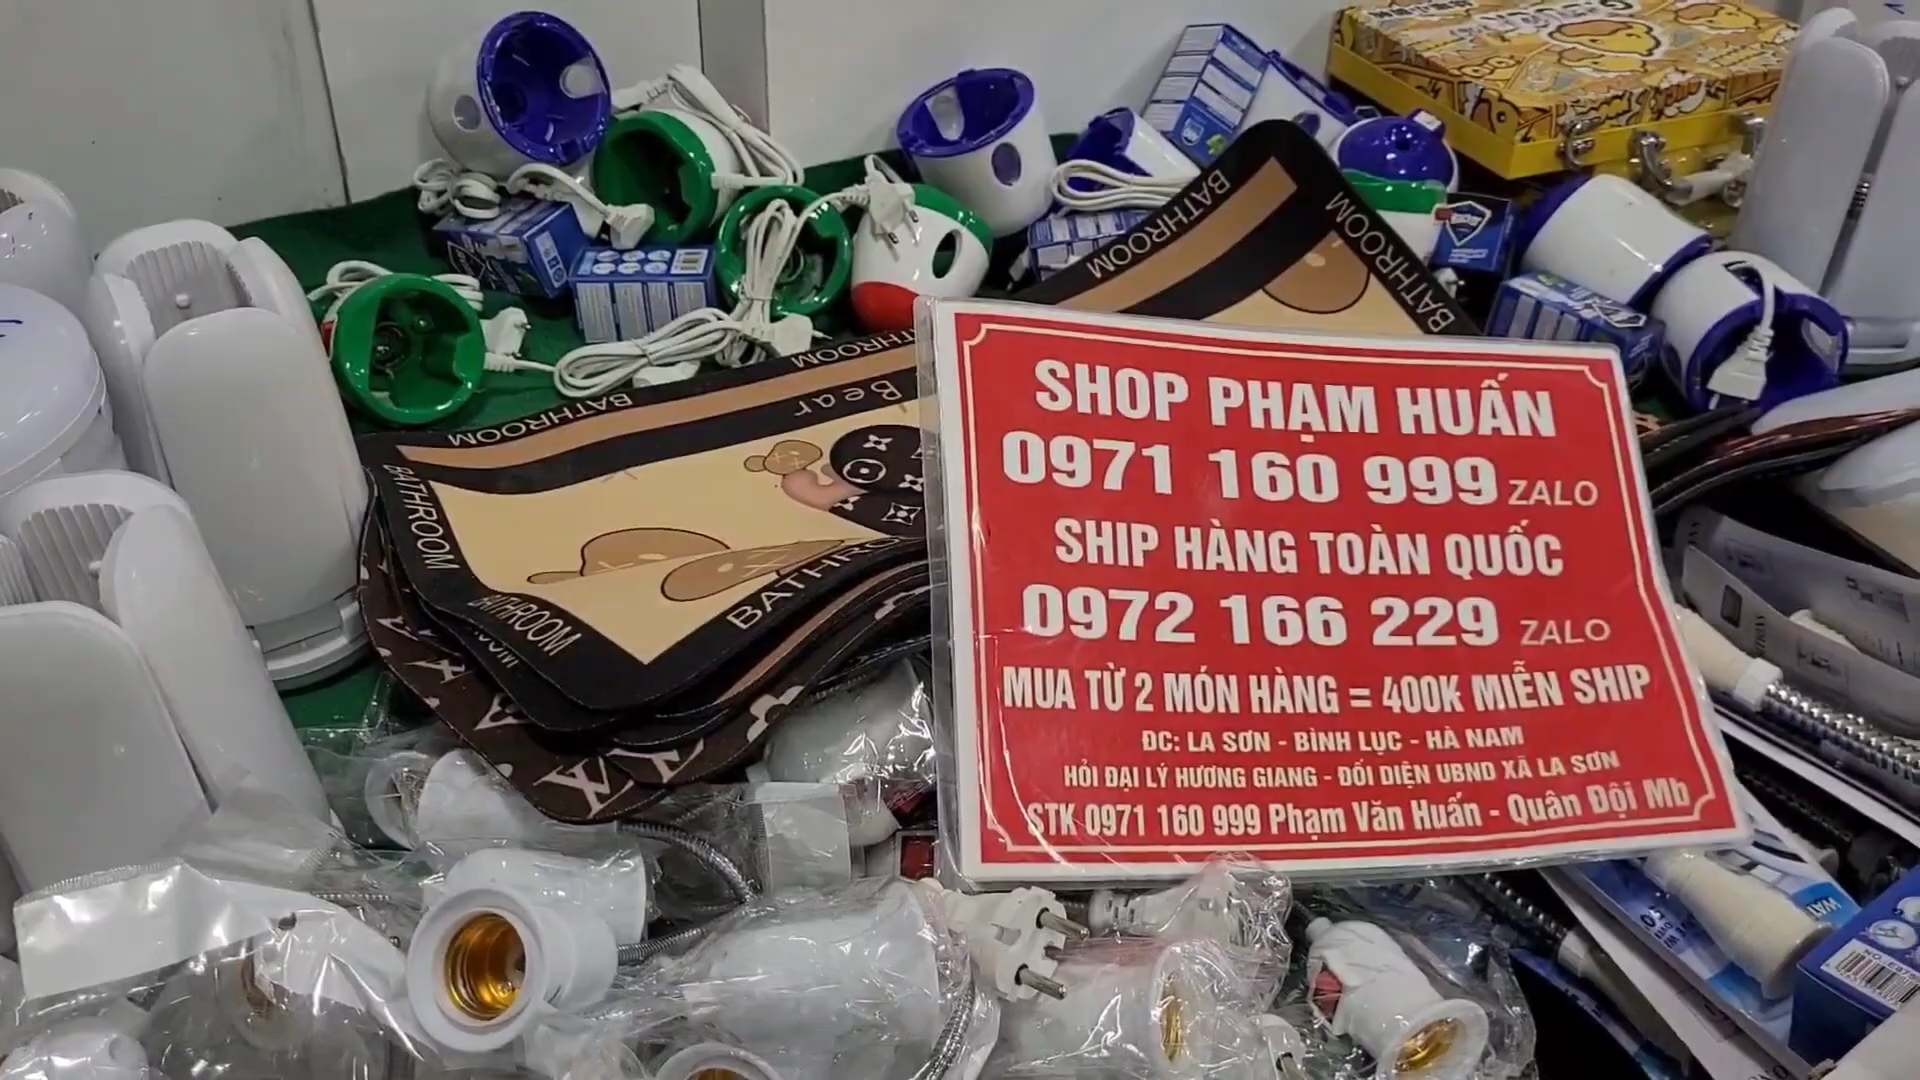 SHOP PHẠM HUẤN
0971 160 999 ZALO
SHIP HÀNG TOÀN QUỐC
0972 166 229 ZALO
MUA TỪ 2 MÓN HÀNG = 400K MIỄN SHIP
ĐC: LA SƠN - BÌNH LỤC - HÀ NAM
HỎI ĐẠI LÝ HƯƠNG GIANG - ĐỐI DIỆN UBND XÃ LA SƠN
STK 0971 160 999 Phạm Văn Huấn - Quân Đội Mb
BATHROOM
BATHROOM
BATHROOM
BATHROOM
Bear
BATHROOM
BATHROOM